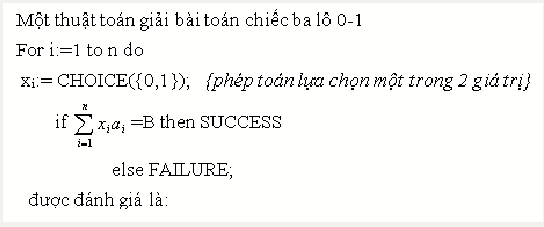 Một thuật toán giải bài toán chiếc ba lô 0-1
For i:=1 to n do
xᵢ:= CHOICE({0,1}); {phép toán lựa chọn một trong 2 giá trị}
if $\sum_{i=1}^{n} x_i a_i$ =B then SUCCESS
else FAILURE;
được đánh giá là: